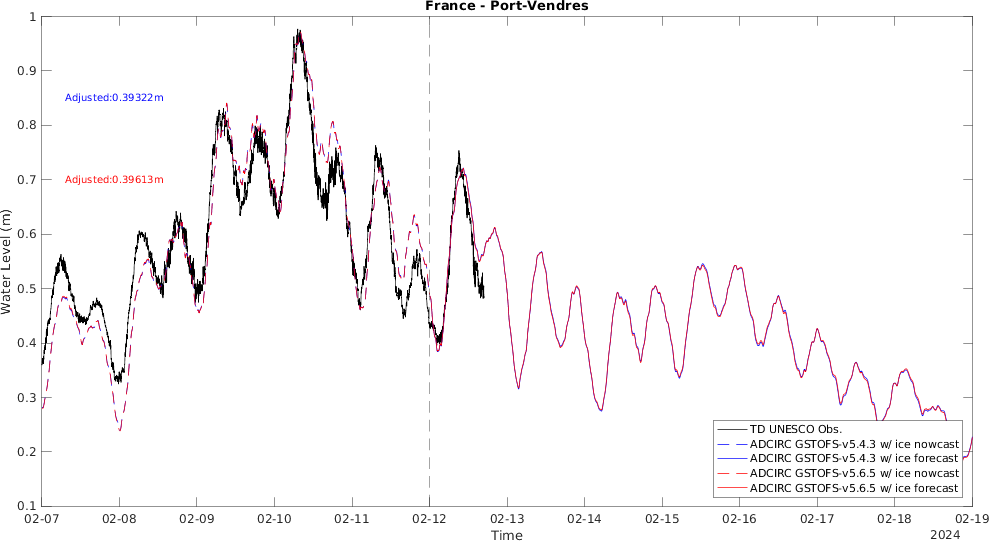 France - Port-Vendres
Water Level (m)
1
0.9
0.8
0.7
0.6
0.5
0.4
0.3
0.2
0.1
Adjusted:0.39322m
Adjusted:0.39613m
TD UNESCO Obs.
ADCIRC GSTOFS-v5.4.3 w/ ice nowcast
ADCIRC GSTOFS-v5.4.3 w/ ice forecast
ADCIRC GSTOFS-v5.6.5 w/ ice nowcast
ADCIRC GSTOFS-v5.6.5 w/ ice forecast
02-07 02-08 02-09 02-10 02-11 02-12 02-13 02-14 02-15 02-16 02-17 02-18 02-19
Time
2024